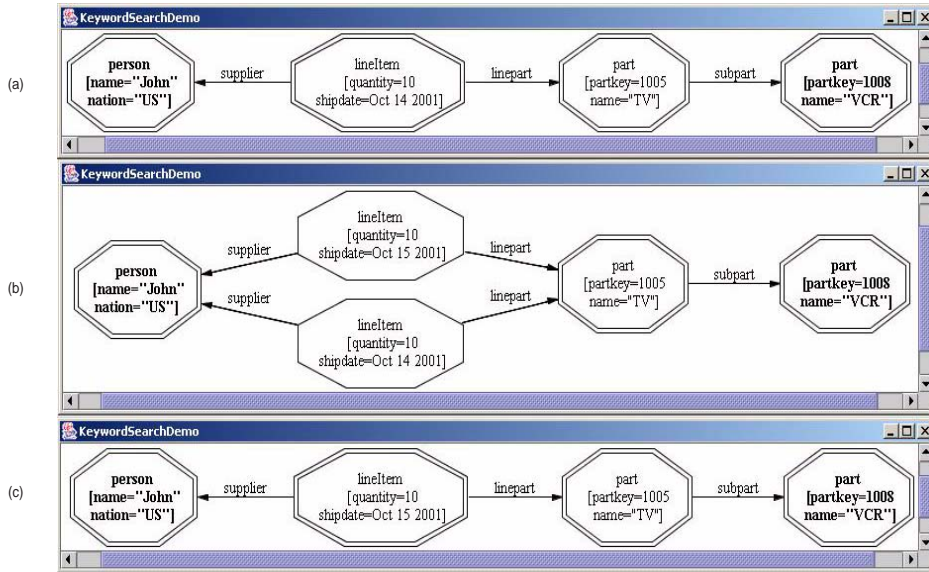 (a)
KeywordSearchDemo
person
[name="John"
nation="US"]
supplier
lineItem
[quantity=10
shipdate=Oct 14 2001]
linepart
part
[partkey=1005
name="TV"]
subpart
part
[partkey=1008
name="VCR"]
(b)
KeywordSearchDemo
person
[name="John"
nation="US"]
supplier
supplier
lineItem
[quantity=10
shipdate=Oct 15 2001]
lineItem
[quantity=10
shipdate=Oct 14 2001]
linepart
linepart
part
[partkey=1005
name="TV"]
subpart
part
[partkey=1008
name="VCR"]
(c)
KeywordSearchDemo
person
[name="John"
nation="US"]
supplier
lineItem
[quantity=10
shipdate=Oct 15 2001]
linepart
part
[partkey=1005
name="TV"]
subpart
part
[partkey=1008
name="VCR"]